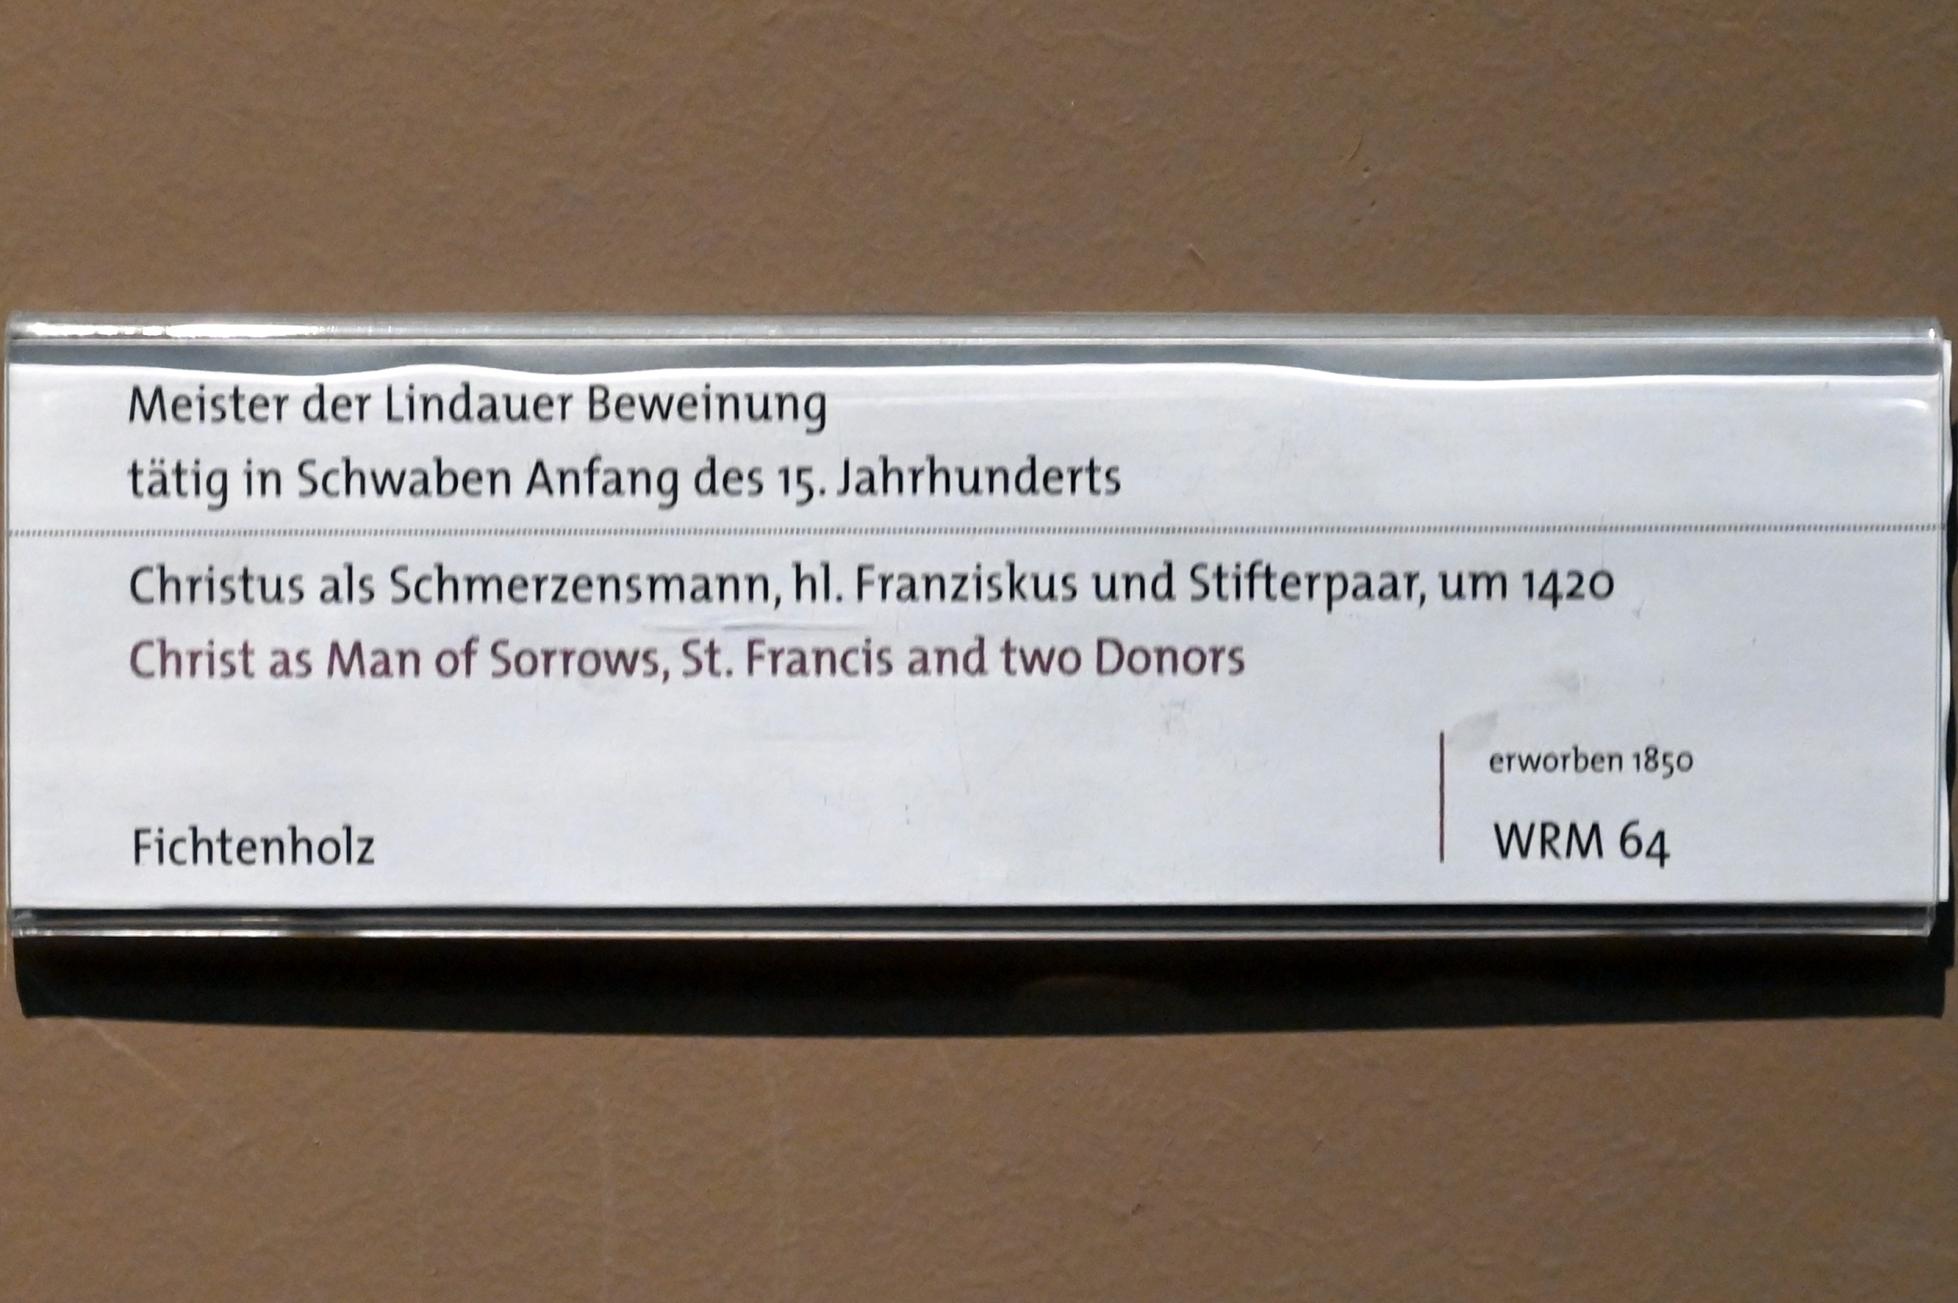 Meister der Lindauer Beweinung
tätig in Schwaben Anfang des 15. Jahrhunderts
Christus als Schmerzensmann, hl. Franziskus und Stifterpaar, um 1420
Christ as Man of Sorrows, St. Francis and two Donors
erworben 1850
Fichtenholz
WRM 64